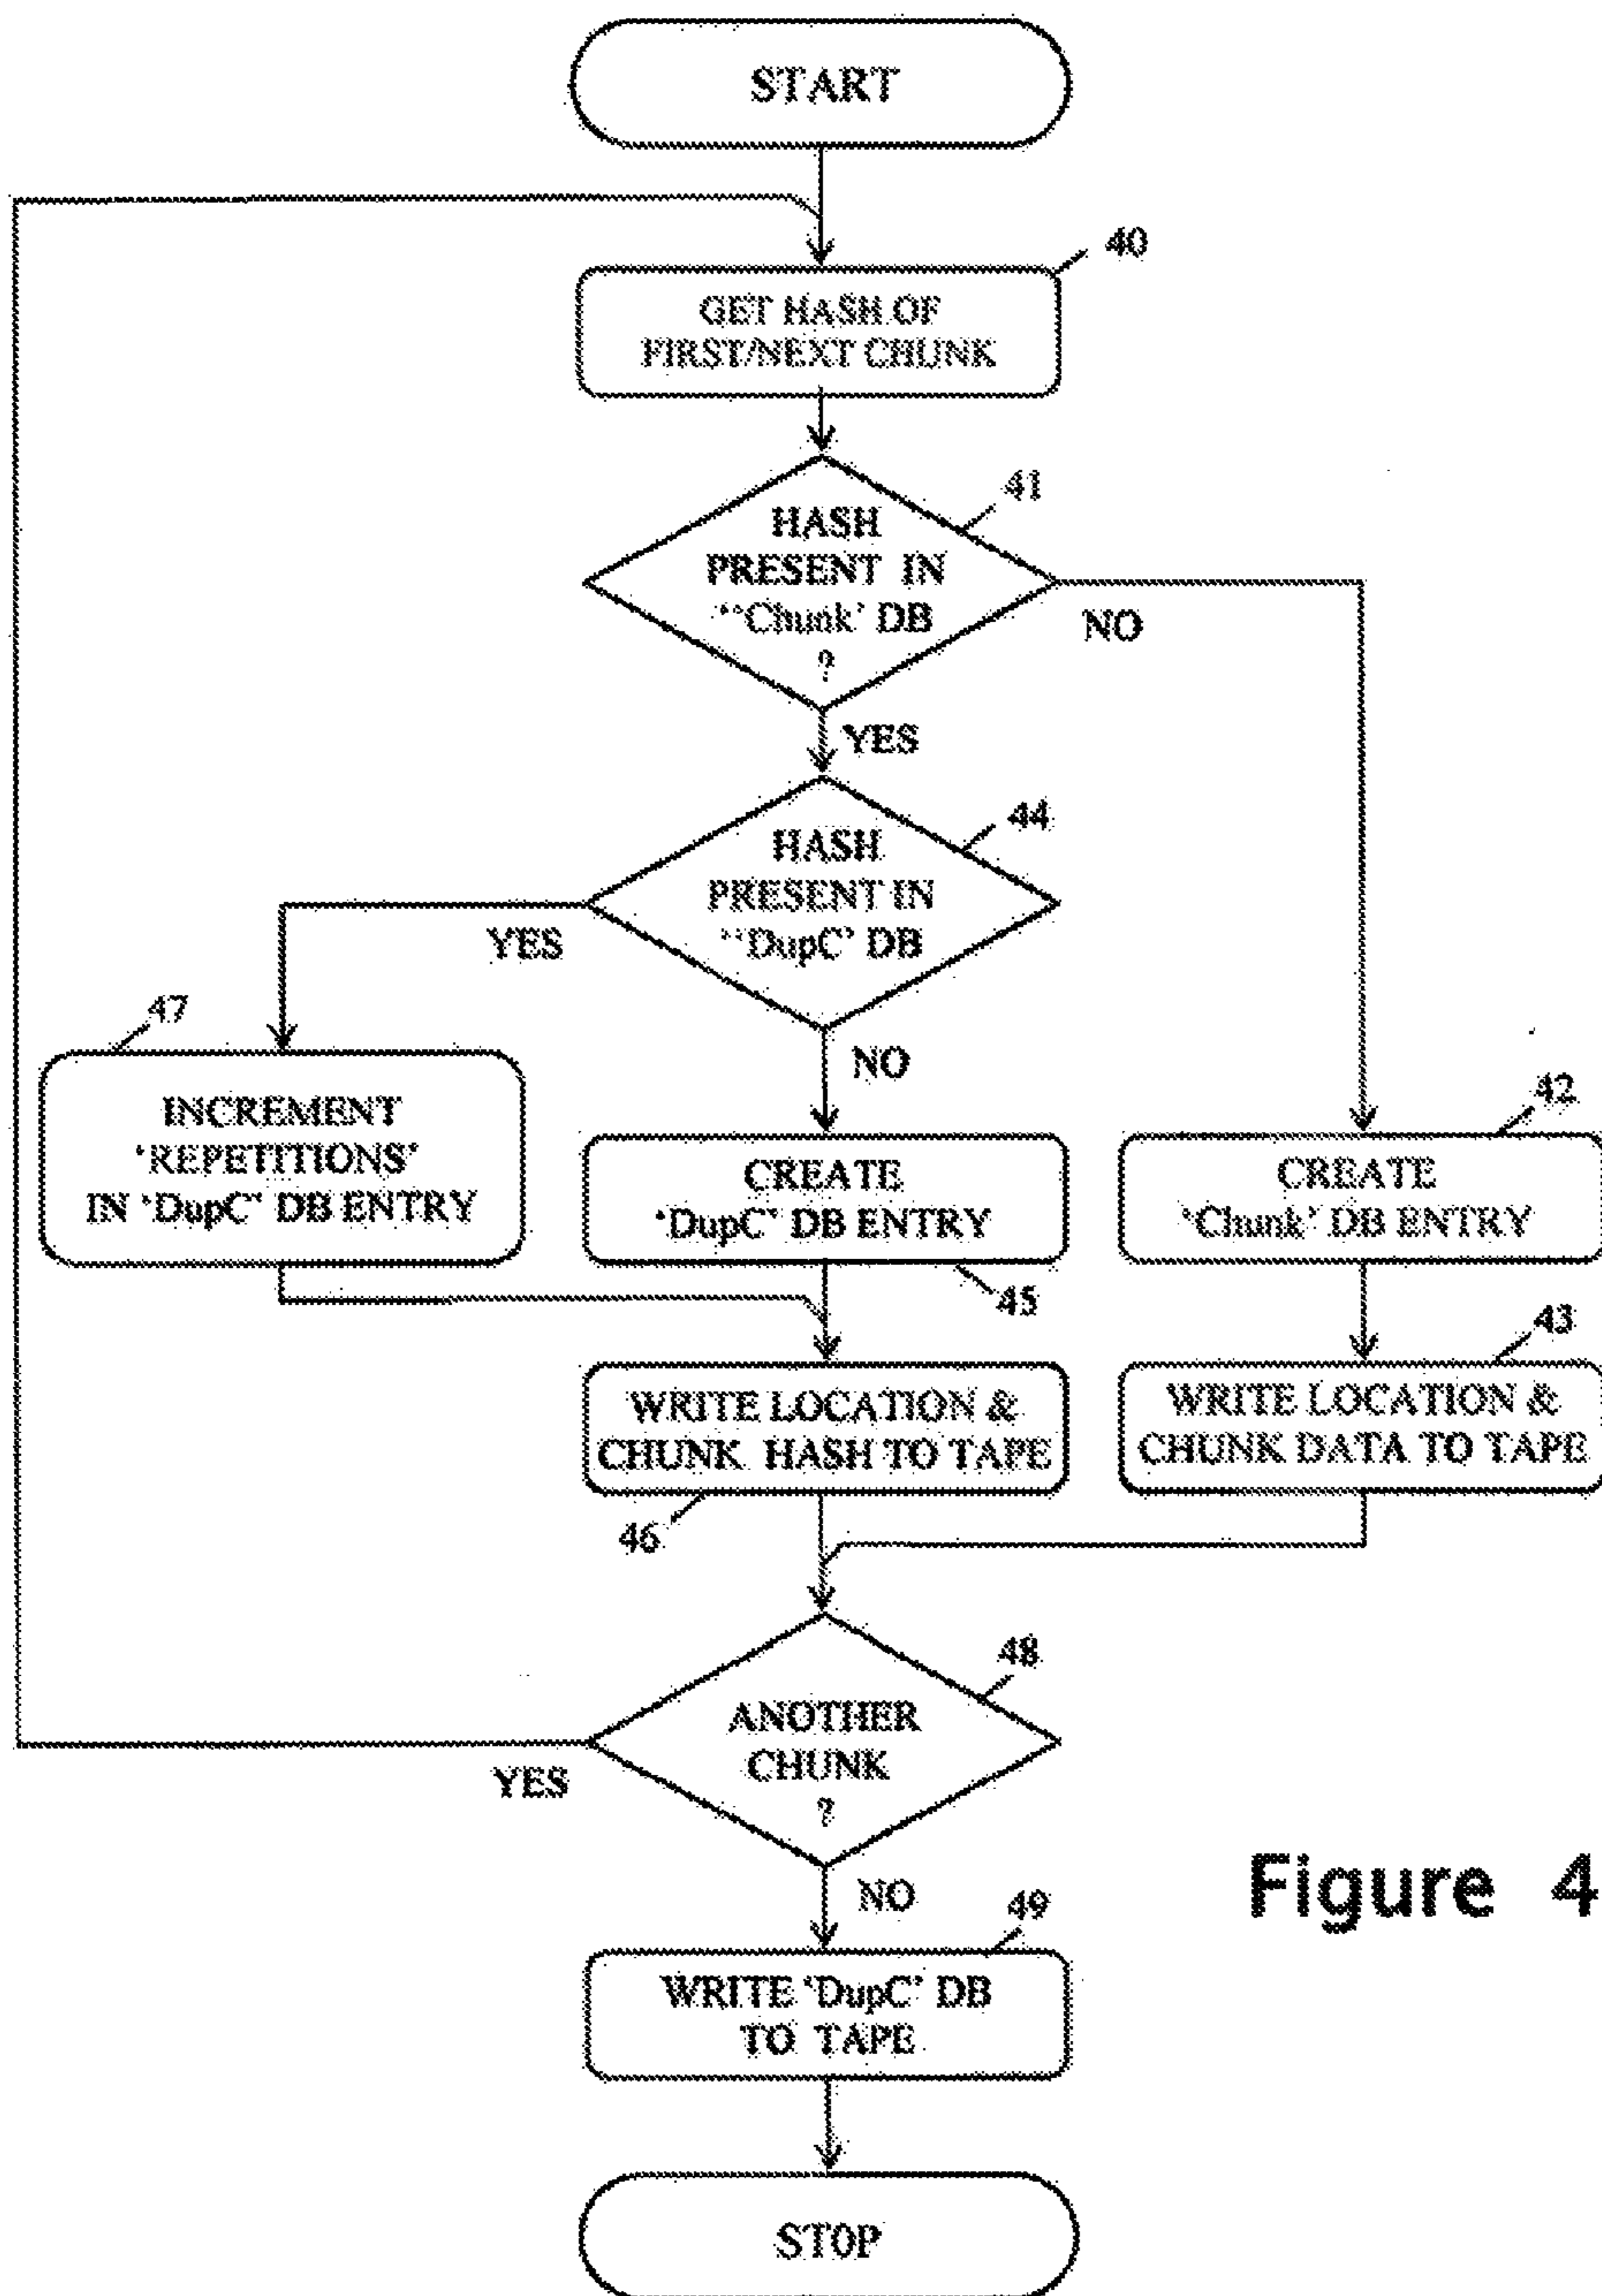 START
40
GET HASH OF
FIRST/NEXT CHUNK
41
HASH
PRESENT IN
‘‘Chunk’ DB
?
NO
YES
44
HASH
PRESENT IN
‘‘DupC’ DB
YES
NO
47
INCREMENT
‘REPETITIONS’
IN ‘DupC’ DB ENTRY
CREATE
‘DupC’ DB ENTRY
45
42
CREATE
‘Chunk’ DB ENTRY
WRITE LOCATION &
CHUNK HASH TO TAPE
46
43
WRITE LOCATION &
CHUNK DATA TO TAPE
48
ANOTHER
CHUNK
?
YES
NO
49
WRITE ‘DupC’ DB
TO TAPE
STOP
Figure 4